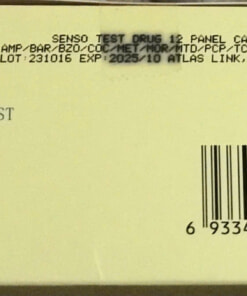 SENSO TEST DRUG 12 PANEL CA
AMP/BAR/BZO/COC/MET/MOR/MTD/PCP/TC
LOT:231016 EXP:2025/10 ATLAS LINK,
ST
6 9334